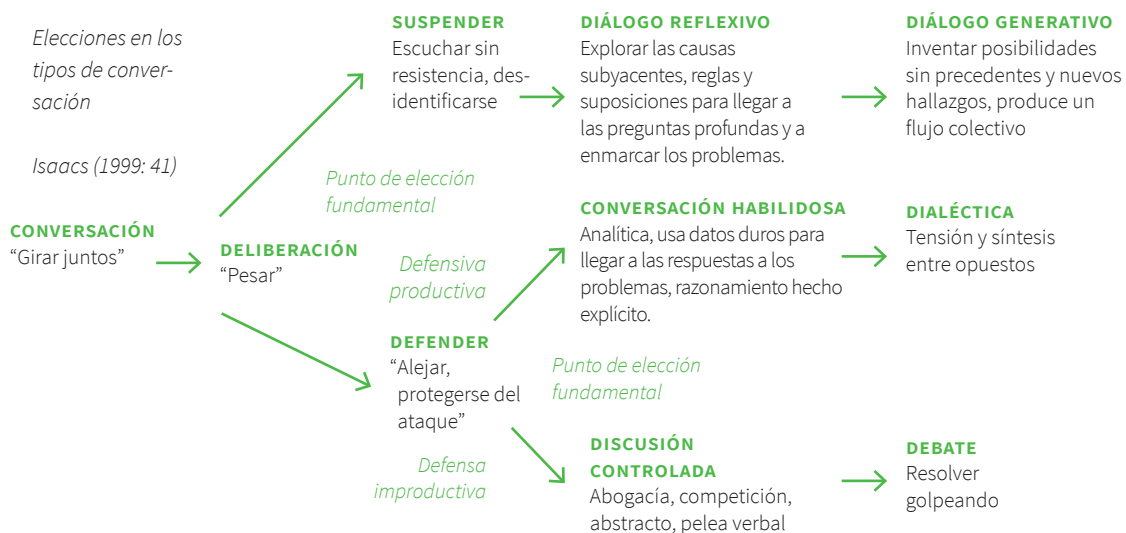 Elecciones en los
tipos de conver-
sación
Isaacs (1999: 41)
CONVERSACIÓN
“Girar juntos”
DELIBERACIÓN
“Pesar”
Punto de elección
fundamental
SUSPENDER
Escuchar sin
resistencia, des-
identificarse
DIÁLOGO REFLEXIVO
Explorar las causas
subyacentes, reglas y
suposiciones para llegar a
las preguntas profundas y a
enmarcar los problemas.
DIÁLOGO GENERATIVO
Inventar posibilidades
sin precedentes y nuevos
hallazgos, produce un
flujo colectivo
Defensiva
productiva
DEFENDER
“Alejar,
protegerse del
ataque”
CONVERSACIÓN HABILIDOSA
Analítica, usa datos duros para
llegar a las respuestas a los
problemas, razonamiento hecho
explícito.
DIALÉCTICA
Tensión y síntesis
entre opuestos
Punto de elección
fundamental
Defensa
improductiva
DISCUSIÓN
CONTROLADA
Abogacía, competición,
abstracto, pelea verbal
DEBATE
Resolver
golpeando